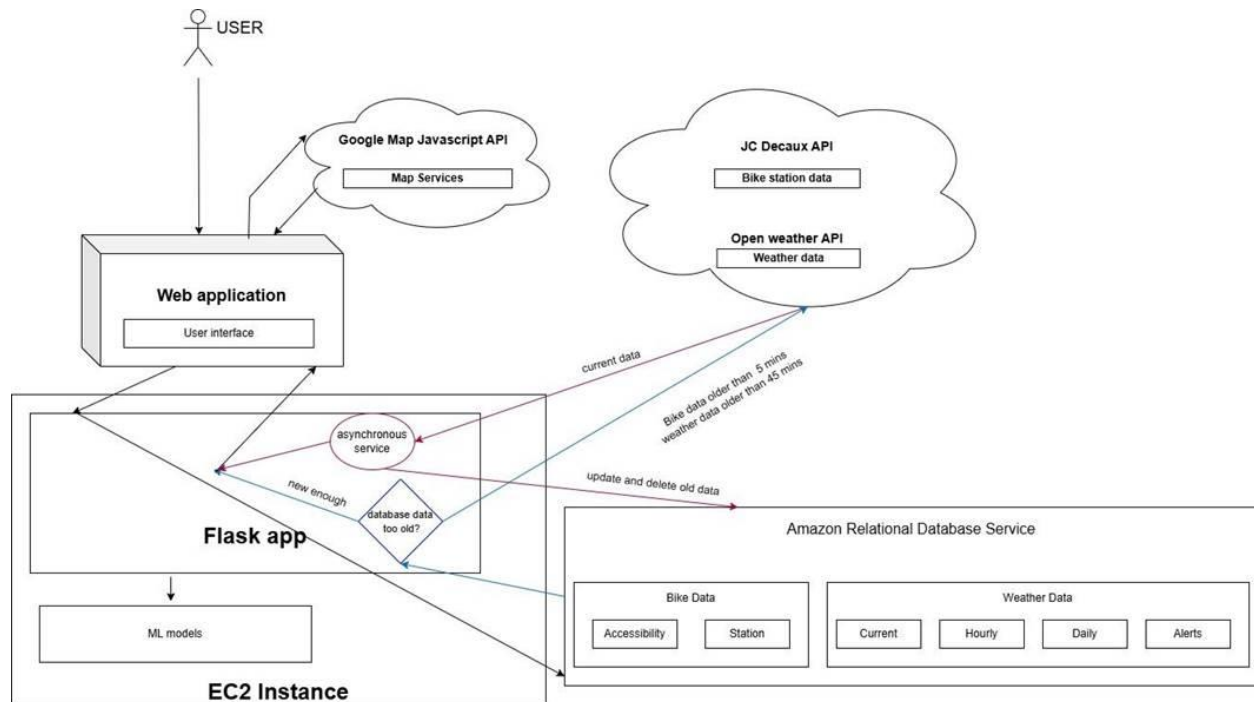 USER
Google Map Javascript API
Map Services
JC Decaux API
Bike station data
Open weather API
Weather data
Web application
User interface
current data
Bike data older than 5 mins
weather data older than 45 mins
asynchronous
service
update and delete old data
new enough
database data
too old?
Flask app
ML models
EC2 Instance
Amazon Relational Database Service
Bike Data
Accessibility
Station
Weather Data
Current
Hourly
Daily
Alerts